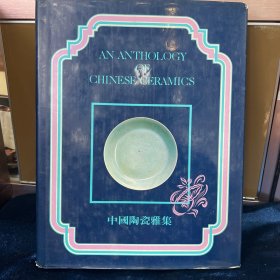 AN ANTHOLOGY
OF
CHINESE CERAMICS
中國陶瓷雅集